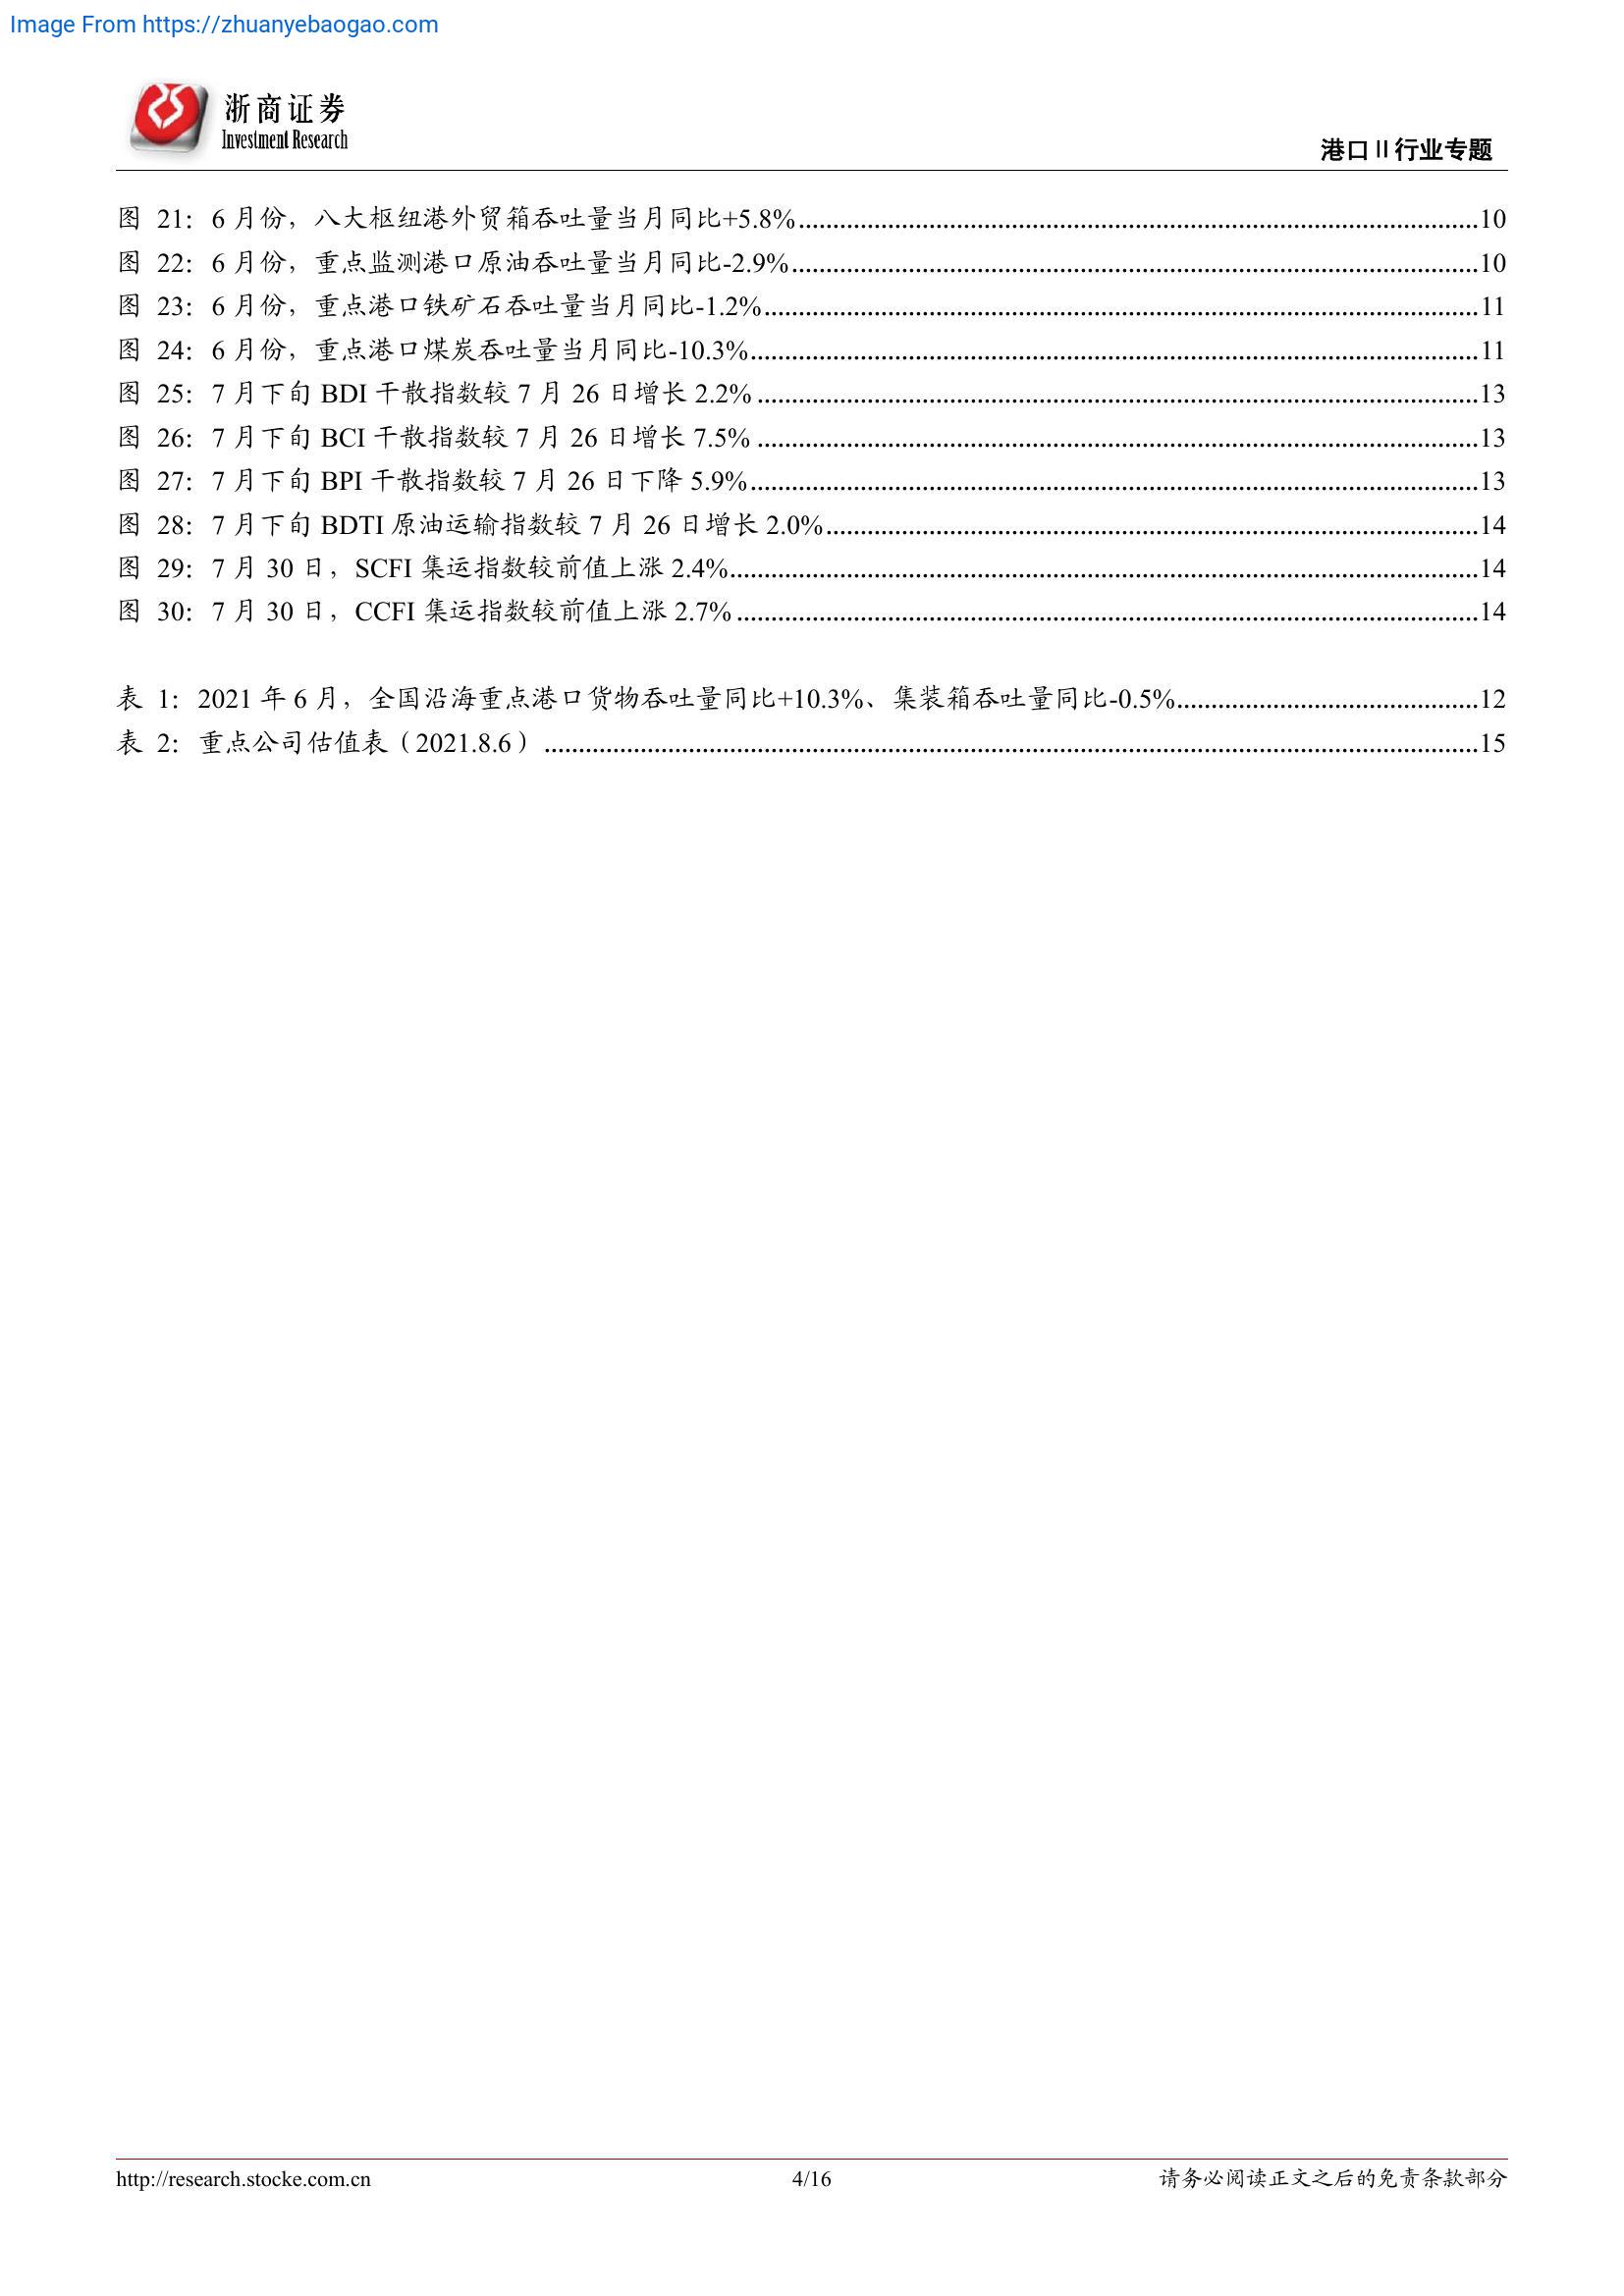 Image From https://zhuanyebaogao.com
浙商证券
Investment Research
港口Ⅱ行业专题
图 21：6 月份，八大枢纽港外贸箱吞吐量当月同比+5.8%....................10
图 22：6 月份，重点监测港口原油吞吐量当月同比-2.9%....................10
图 23：6 月份，重点港口铁矿石吞吐量当月同比-1.2%....................11
图 24：6 月份，重点港口煤炭吞吐量当月同比-10.3%....................11
图 25：7 月下旬 BDI 干散指数较 7 月 26 日增长 2.2%....................13
图 26：7 月下旬 BCI 干散指数较 7 月 26 日增长 7.5%....................13
图 27：7 月下旬 BPI 干散指数较 7 月 26 日下降 5.9%....................13
图 28：7 月下旬 BDTI 原油运输指数较 7 月 26 日增长 2.0%....................14
图 29：7 月 30 日，SCFI 集运指数较前值上涨 2.4%....................14
图 30：7 月 30 日，CCFI 集运指数较前值上涨 2.7%....................14
表 1：2021 年 6 月，全国沿海重点港口货物吞吐量同比+10.3%、集装箱吞吐量同比-0.5%....................12
表 2：重点公司估值表（2021.8.6）....................15
http://research.stocke.com.cn
4/16
请务必阅读正文之后的免责条款部分